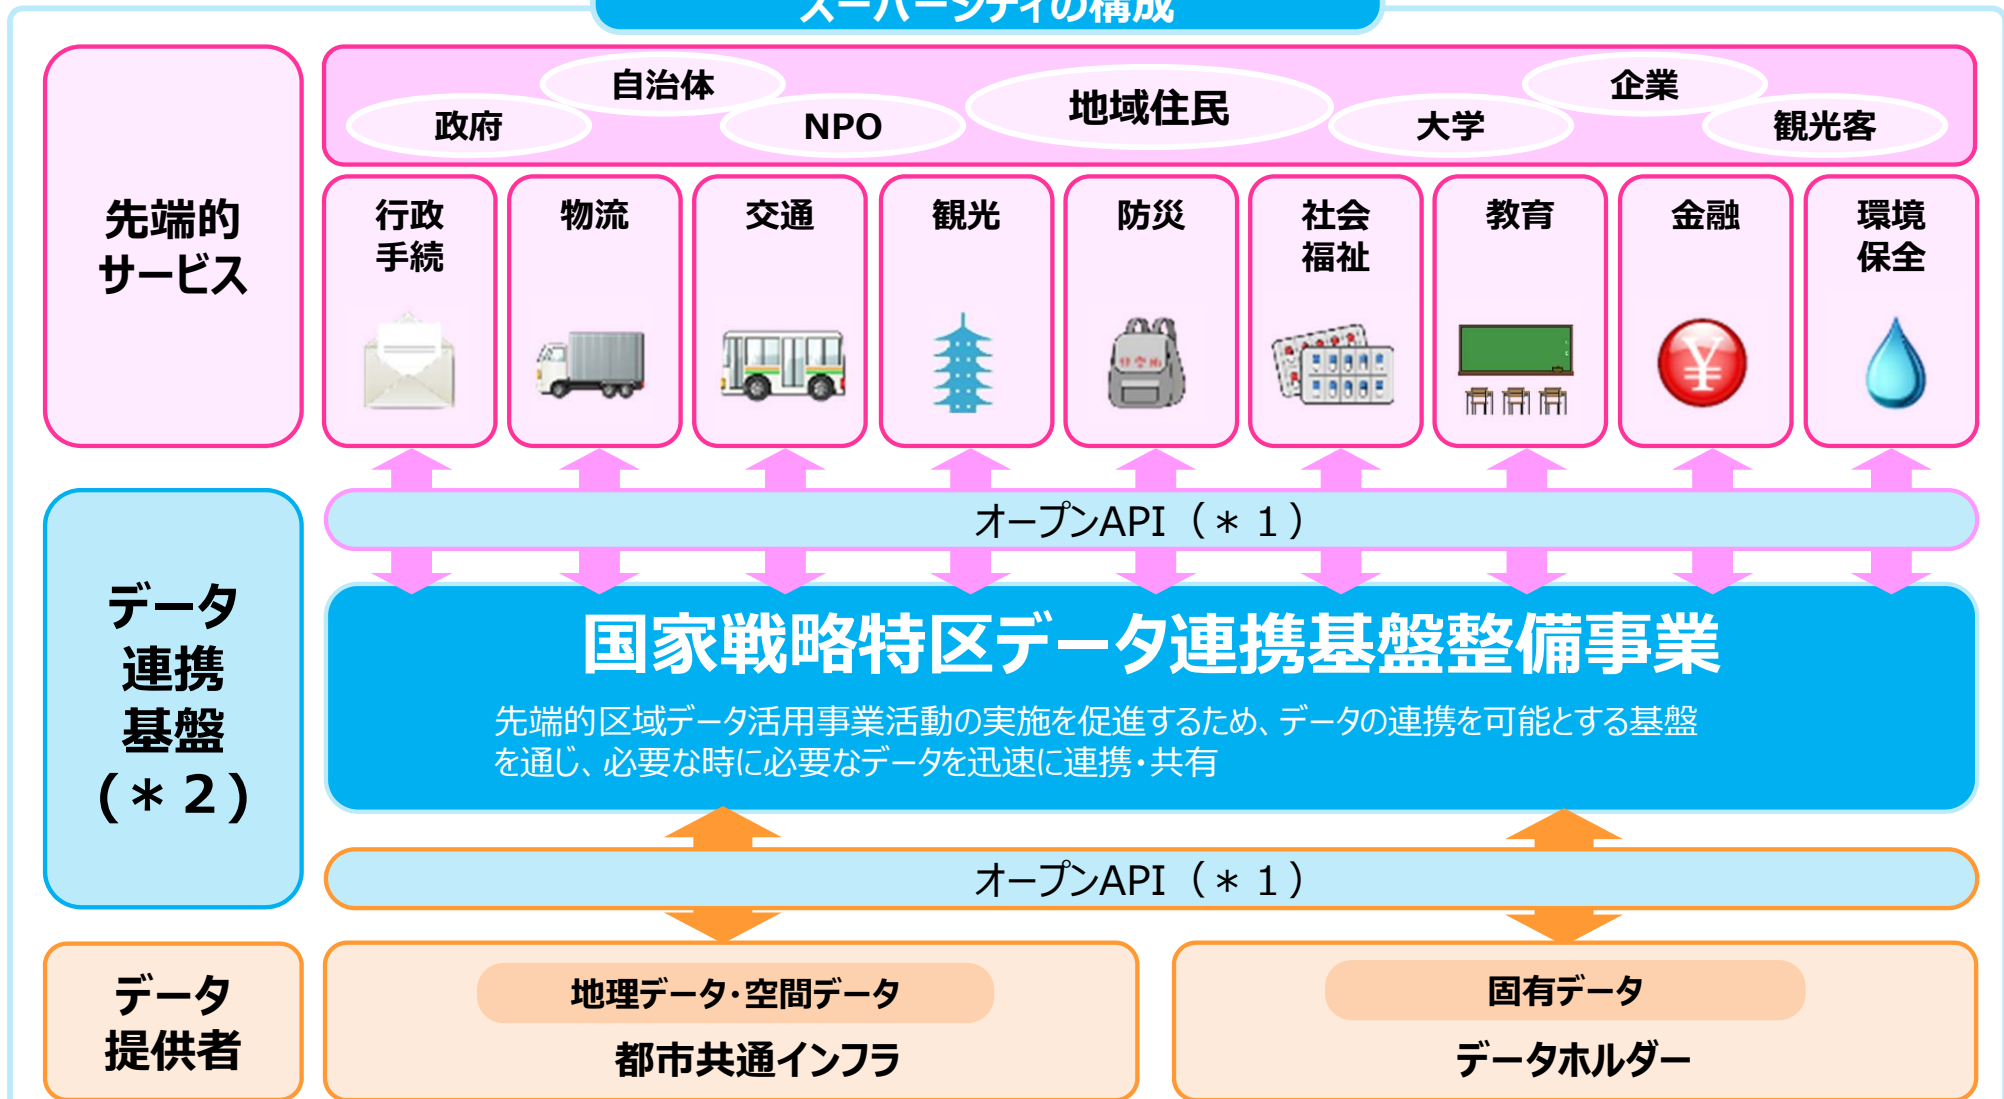 スーパーシティの構成
先端的
サービス
自治体
政府
NPO
地域住民
企業
大学
観光客
行政
手続
物流
交通
観光
防災
社会
福祉
教育
金融
環境
保全
データ
連携
基盤
(＊２)
オープンAPI（＊１）
国家戦略特区データ連携基盤整備事業
先端的区域データ活用事業活動の実施を促進するため、データの連携を可能とする基盤
を通じ、必要な時に必要なデータを迅速に連携・共有
オープンAPI（＊１）
データ
提供者
地理データ・空間データ
都市共通インフラ
固有データ
データホルダー